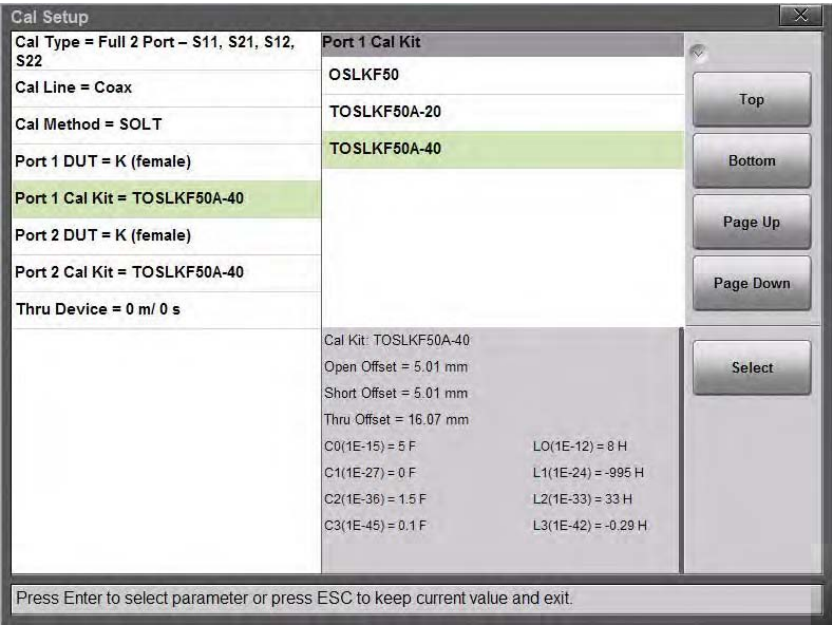 Cal Setup
Cal Type = Full 2 Port – S11, S21, S12,
S22
Cal Line = Coax
Cal Method = SOLT
Port 1 DUT = K (female)
Port 1 Cal Kit = TOSLKF50A-40
Port 2 DUT = K (female)
Port 2 Cal Kit = TOSLKF50A-40
Thru Device = 0 m/ 0 s
Port 1 Cal Kit
OSLKF50
TOSLKF50A-20
TOSLKF50A-40
Cal Kit: TOSLKF50A-40
Open Offset = 5.01 mm
Short Offset = 5.01 mm
Thru Offset = 16.07 mm
C0(1E-15) = 5 F LO(1E-12) = 8 H
C1(1E-27) = 0 F L1(1E-24) = -995 H
C2(1E-36) = 1.5 F L2(1E-33) = 33 H
C3(1E-45) = 0.1 F L3(1E-42) = -0.29 H
Top
Bottom
Page Up
Page Down
Select
Press Enter to select parameter or press ESC to keep current value and exit.